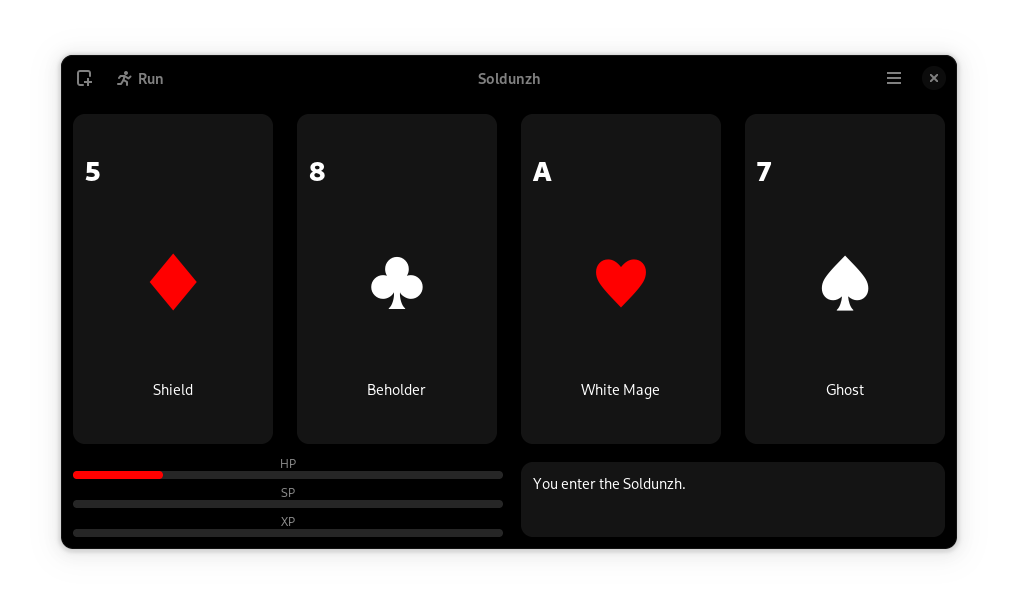 Run
Soldunzh
5
8
A
7
Shield
Beholder
White Mage
Ghost
HP
SP
XP
You enter the Soldunzh.